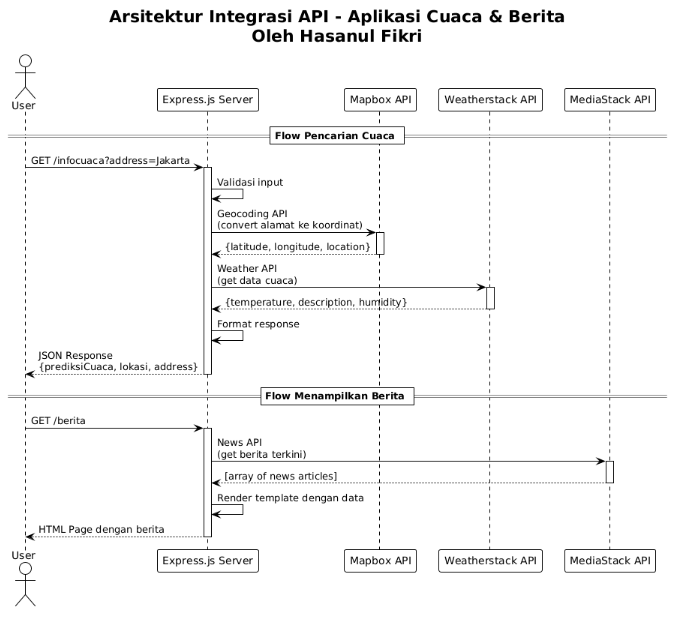 Arsitektur Integrasi API - Aplikasi Cuaca & Berita
Oleh Hasanul Fikri
User
Express.js Server
Mapbox API
Weatherstack API
MediaStack API
Flow Pencarian Cuaca
GET /infocuaca?address=Jakarta
Validasi input
Geocoding API
(convert alamat ke koordinat)
{latitude, longitude, location}
Weather API
(get data cuaca)
{temperature, description, humidity}
Format response
JSON Response
{prediksiCuaca, lokasi, address}
Flow Menampilkan Berita
GET /berita
News API
(get berita terkini)
[array of news articles]
Render template dengan data
HTML Page dengan berita
User
Express.js Server
Mapbox API
Weatherstack API
MediaStack API